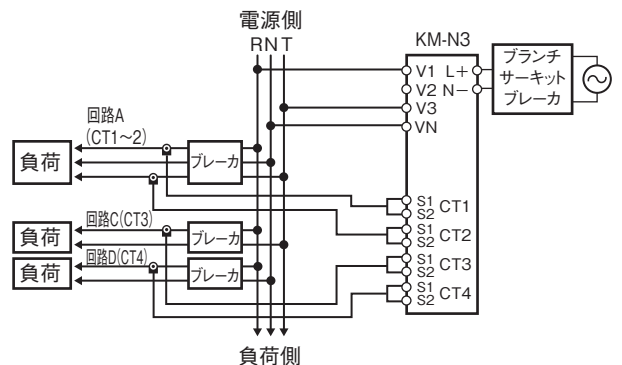 電源側
R N T
KM-N3
V1 L+
V2 N−
V3
VN
ブランチ
サーキット
ブレーカ
回路A
(CT1~2)
負荷
ブレーカ
S1
S2
CT1
S1
S2
CT2
S1
S2
CT3
S1
S2
CT4
回路C(CT3)
負荷
ブレーカ
回路D(CT4)
負荷
ブレーカ
負荷側